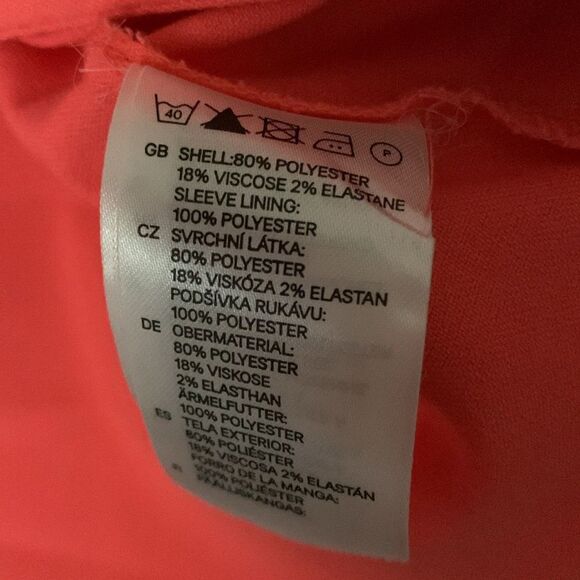 40 P
GB SHELL:80% POLYESTER
18% VISCOSE 2% ELASTANE
SLEEVE LINING:
100% POLYESTER
CZ SVRCHNÍ LÁTKA:
80% POLYESTER
18% VISKÓZA 2% ELASTAN
PODŠÍVKA RUKÁVU:
100% POLYESTER
DE OBERMATERIAL:
80% POLYESTER
18% VISKOSE
2% ELASTHAN
ÄRMELFUTTER:
100% POLYESTER
ES TELA EXTERIOR:
80% POLIÉSTER
18% VISCOSA 2% ELASTÁN
FORRO DE LA MANGA:
100% POLIÉSTER
FI PÄÄLLISKANGAS: